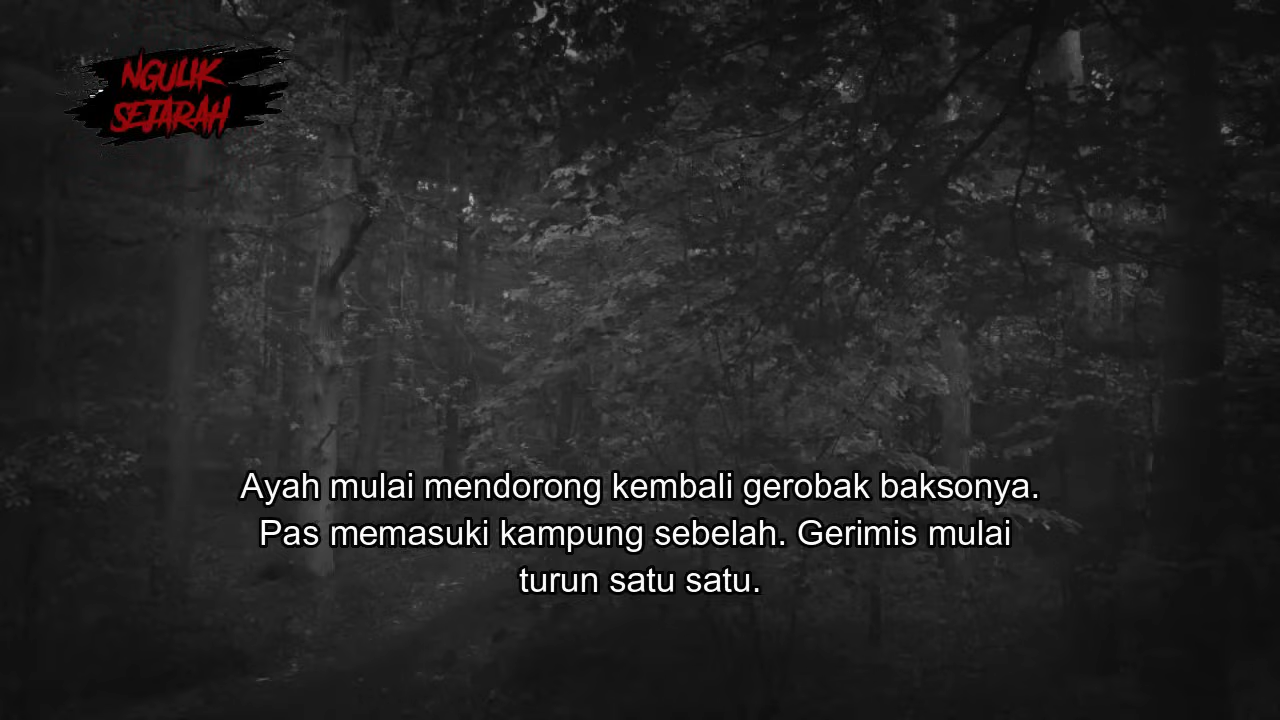 NGULIK
SEJARAH
Ayah mulai mendorong kembali gerobak baksonya.
Pas memasuki kampung sebelah. Gerimis mulai
turun satu satu.